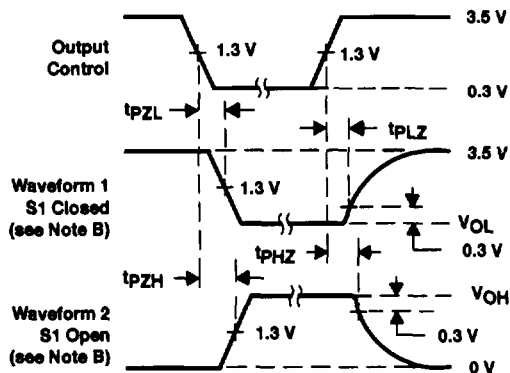 3.5 V
Output
Control
1.3 V
1.3 V
0.3 V
tPZL
tPLZ
3.5 V
Waveform 1
S1 Closed
(see Note B)
1.3 V
VOL
0.3 V
tPHZ
tPZH
VOH
Waveform 2
S1 Open
(see Note B)
1.3 V
0.3 V
0 V